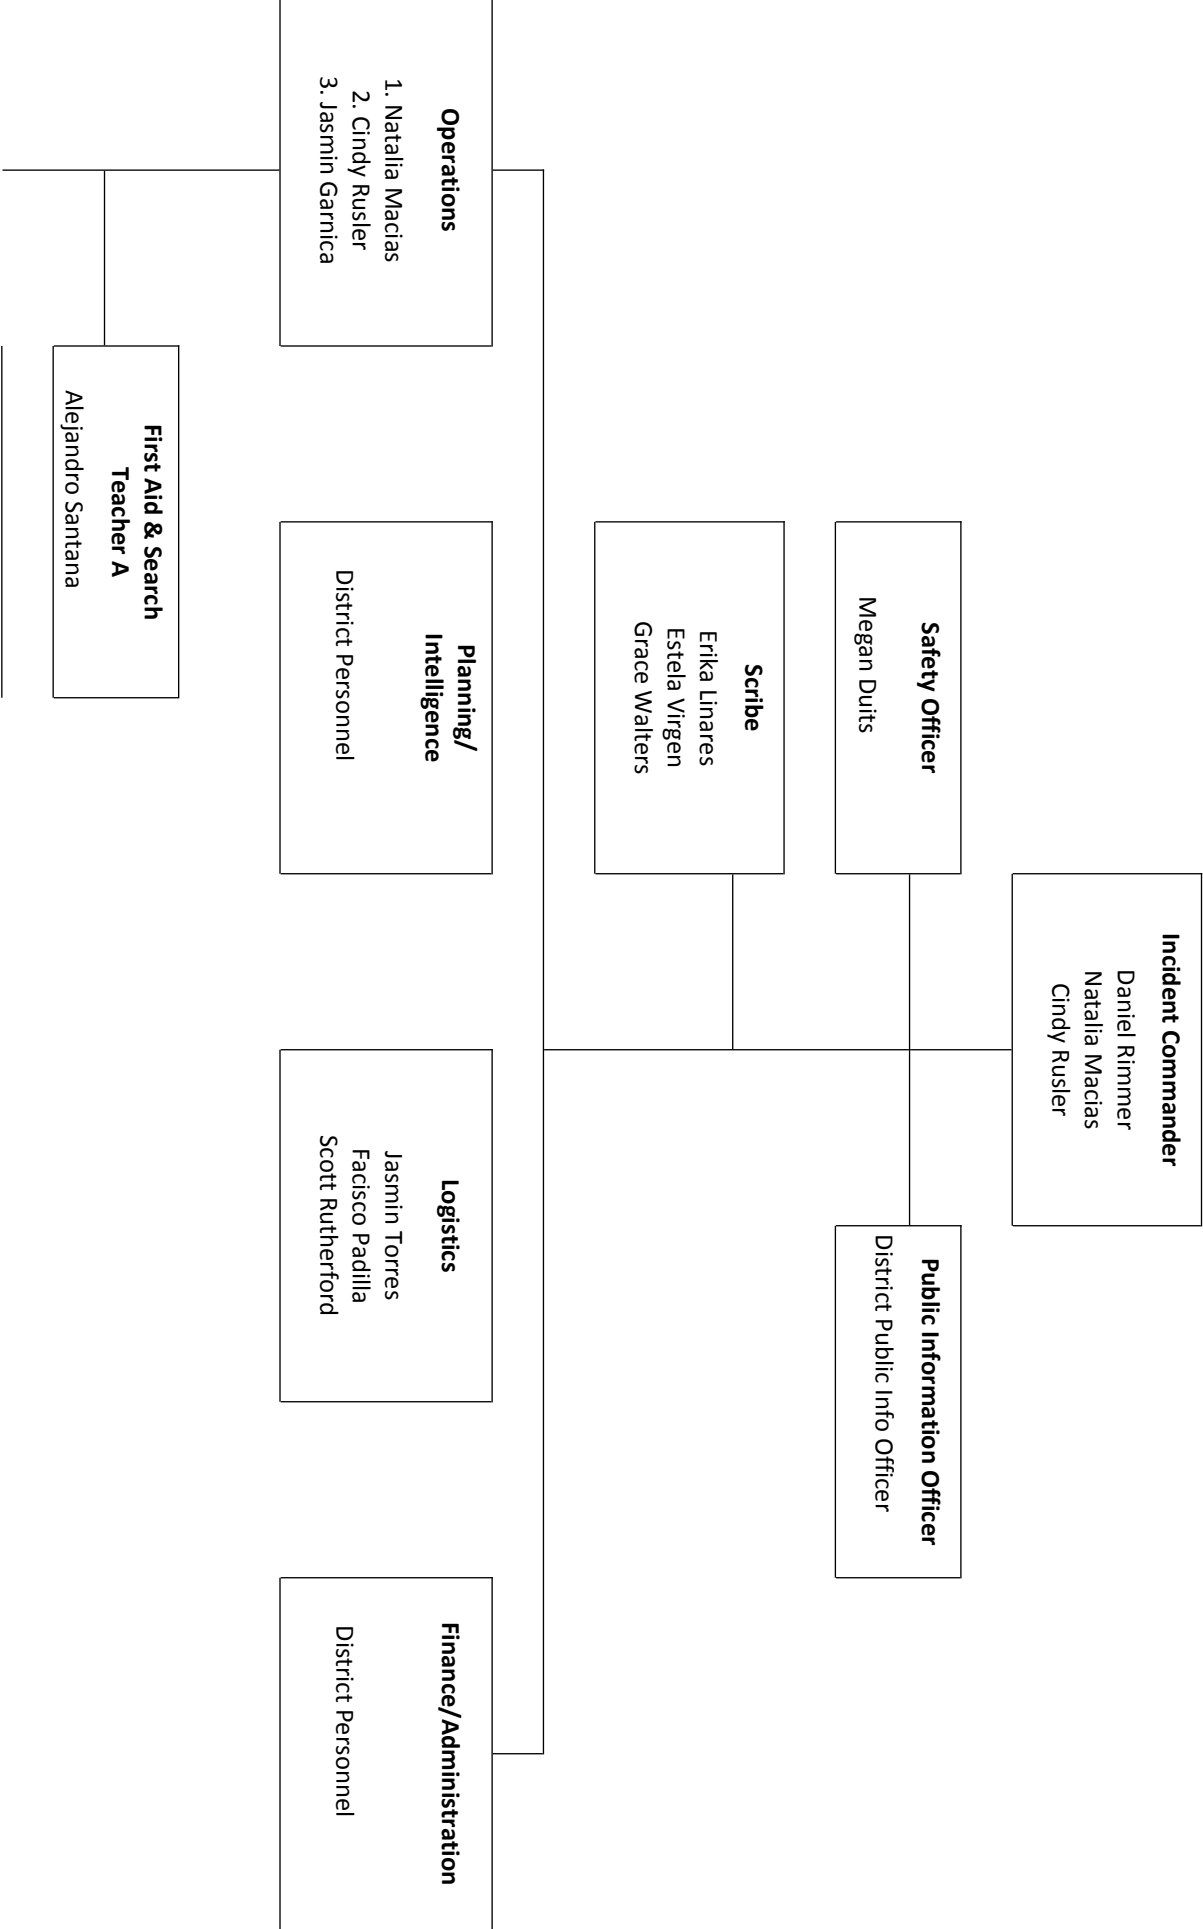 Incident Commander
Daniel Rimmer
Natalia Macias
Cindy Rusler
Safety Officer
Megan Duits
Public Information Officer
District Public Info Officer
Scribe
Erika Linares
Estela Virgen
Grace Walters
Operations
1. Natalia Macias
2. Cindy Rusler
3. Jasmin Garnica
Planning/
Intelligence
District Personnel
Logistics
Jasmin Torres
Facisco Padilla
Scott Rutherford
Finance/Administration
District Personnel
First Aid & Search
Teacher A
Alejandro Santana